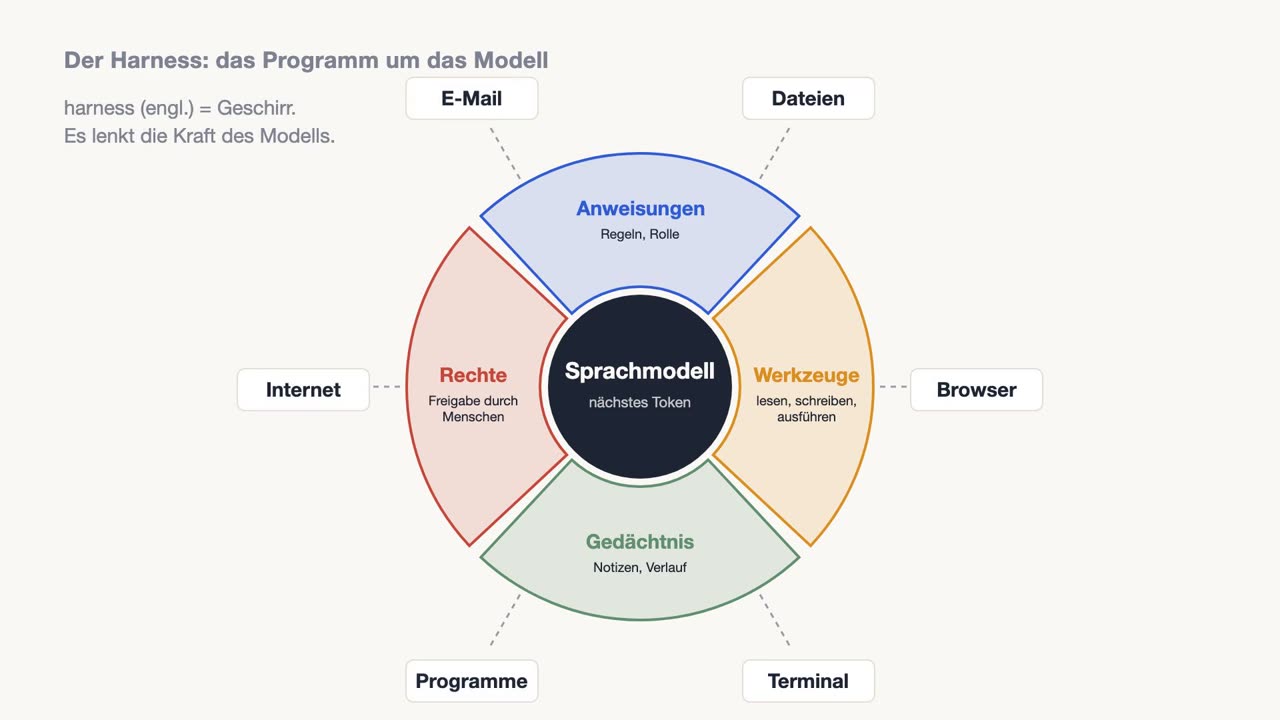 Der Harness: das Programm um das Modell
harness (engl.) = Geschirr.
Es lenkt die Kraft des Modells.
E-Mail
Dateien
Anweisungen
Regeln, Rolle
Internet
Rechte
Freigabe durch
Menschen
Sprachmodell
nächstes Token
Werkzeuge
lesen, schreiben,
ausführen
Browser
Gedächtnis
Notizen, Verlauf
Programme
Terminal